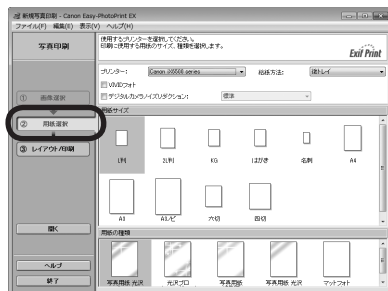 新規写真印刷 - Canon Easy-PhotoPrint EX
ファイル(F) 編集(E) 表示(V) ヘルプ(H)
写真印刷
使用するプリンターを選択してください。
印刷に使用する用紙のサイズ、種類を選択します。
Exif Print
プリンター:
Canon iX6500 series
給紙方法:
後トレイ
VIVIDフォト
デジタルカメラノイズリダクション:
標準
① 画像選択
② 用紙選択
③ レイアウト/印刷
用紙サイズ
L判 2L判 KG はがき 名刺 A4
A3 A3ノビ 六切 四切
用紙の種類
写真用紙 光沢 光沢プロ 写真用紙 写真用紙 光沢 マットフォト
開く
ヘルプ
終了